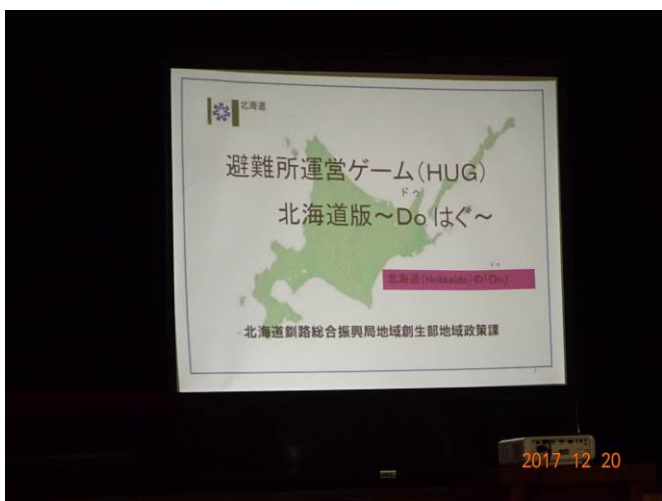 北海道
避難所運営ゲーム(HUG)
ドゥ
北海道版~Do はぐ~
ドゥ
北海道(Hokkaido)の「Do」
北海道釧路総合振興局地域創生部地域政策課
1
2017 12 20